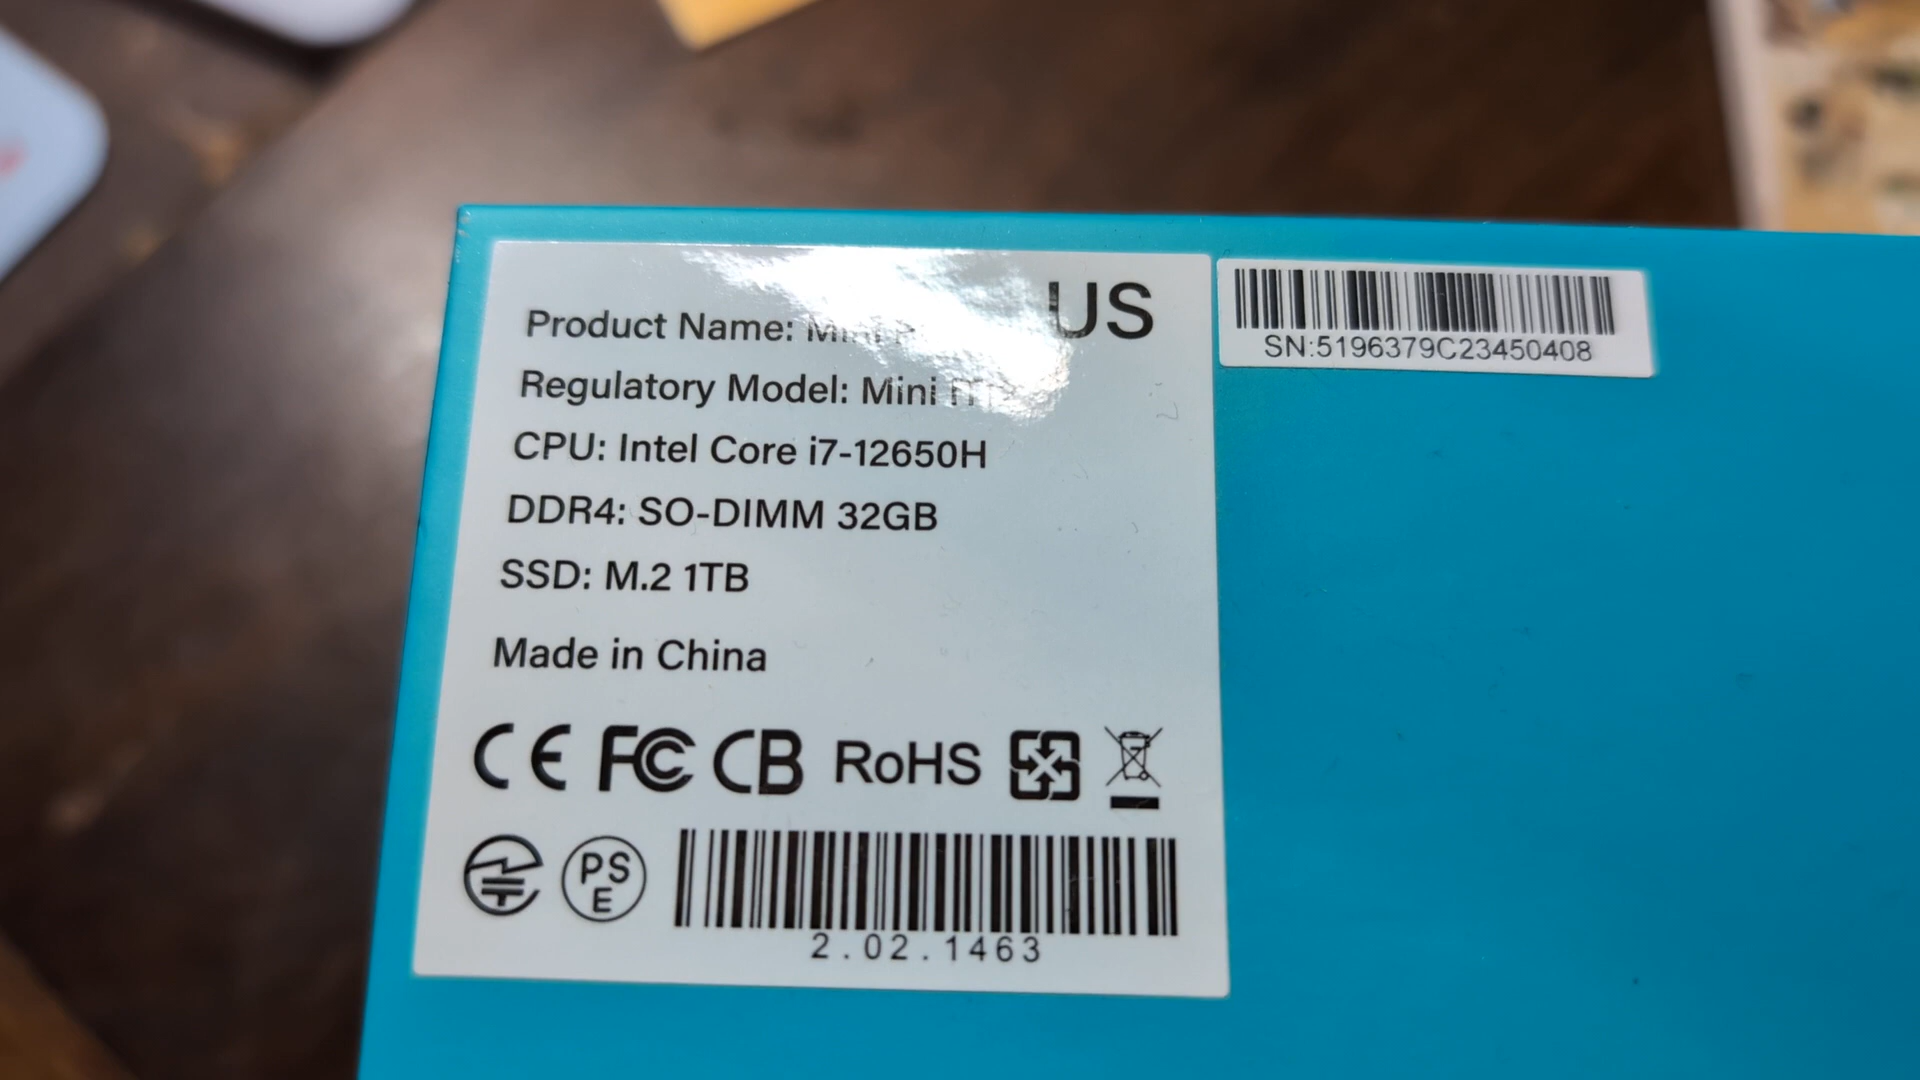 US
Product Name: Mini
Regulatory Model: Mini
CPU: Intel Core i7-12650H
DDR4: SO-DIMM 32GB
SSD: M.2 1TB
Made in China
CE FC CB RoHS
PSE
2.02.1463
SN:5196379C23450408